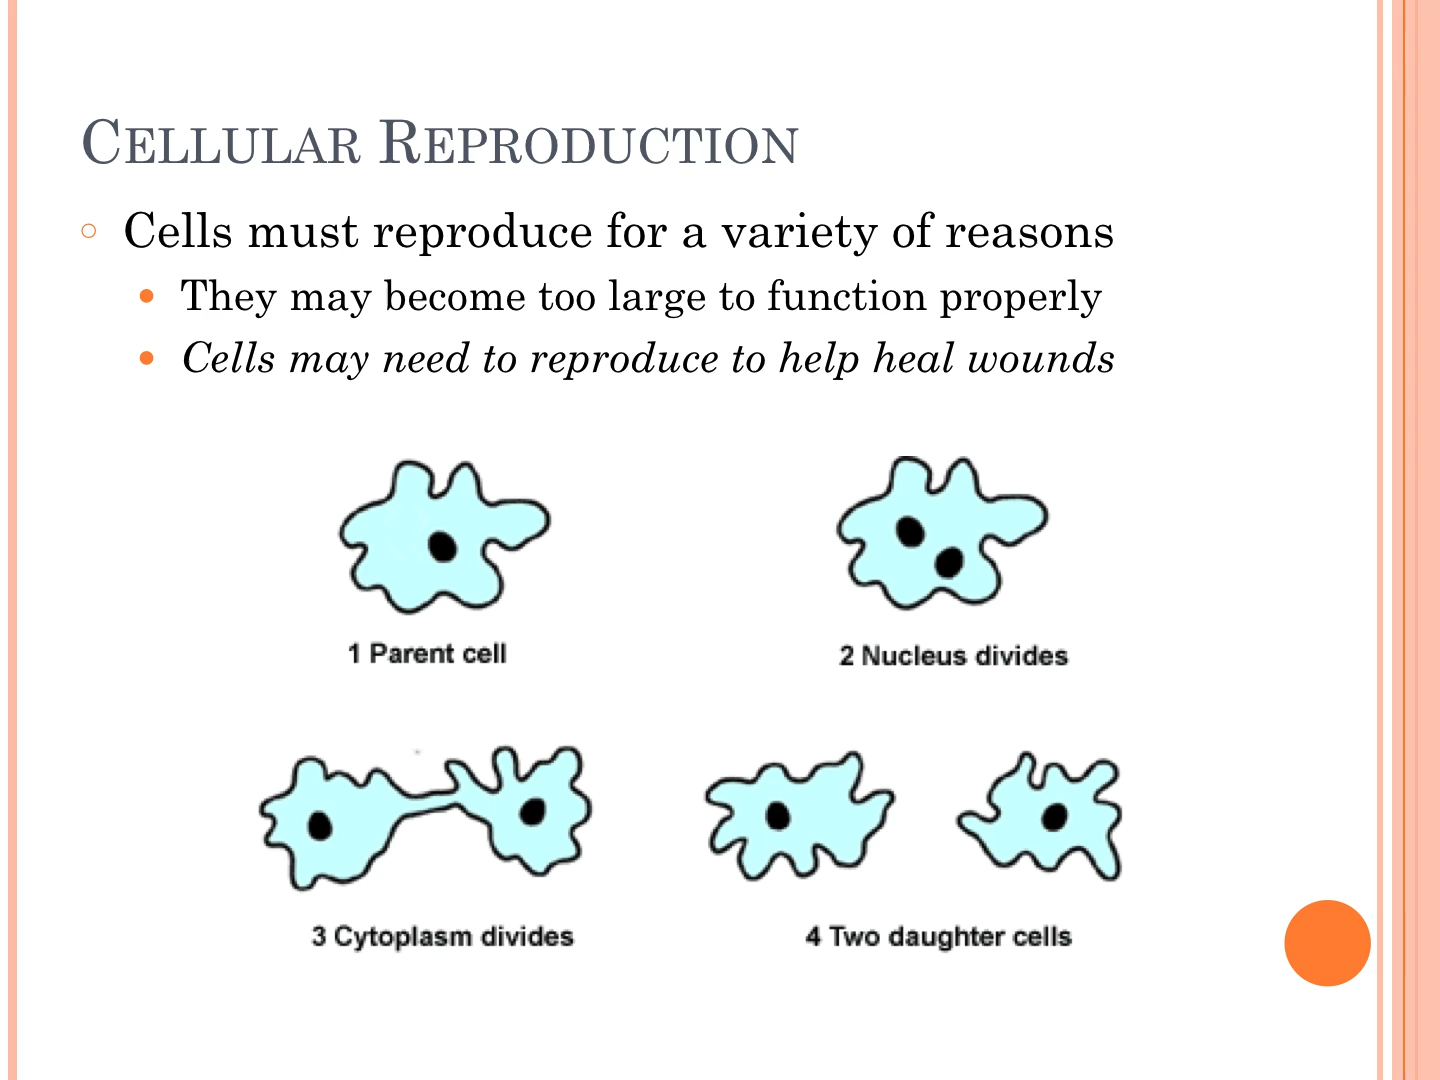 Cellular Reproduction
Cells must reproduce for a variety of reasons
They may become too large to function properly
Cells may need to reproduce to help heal wounds
1 Parent cell
2 Nucleus divides
3 Cytoplasm divides
4 Two daughter cells